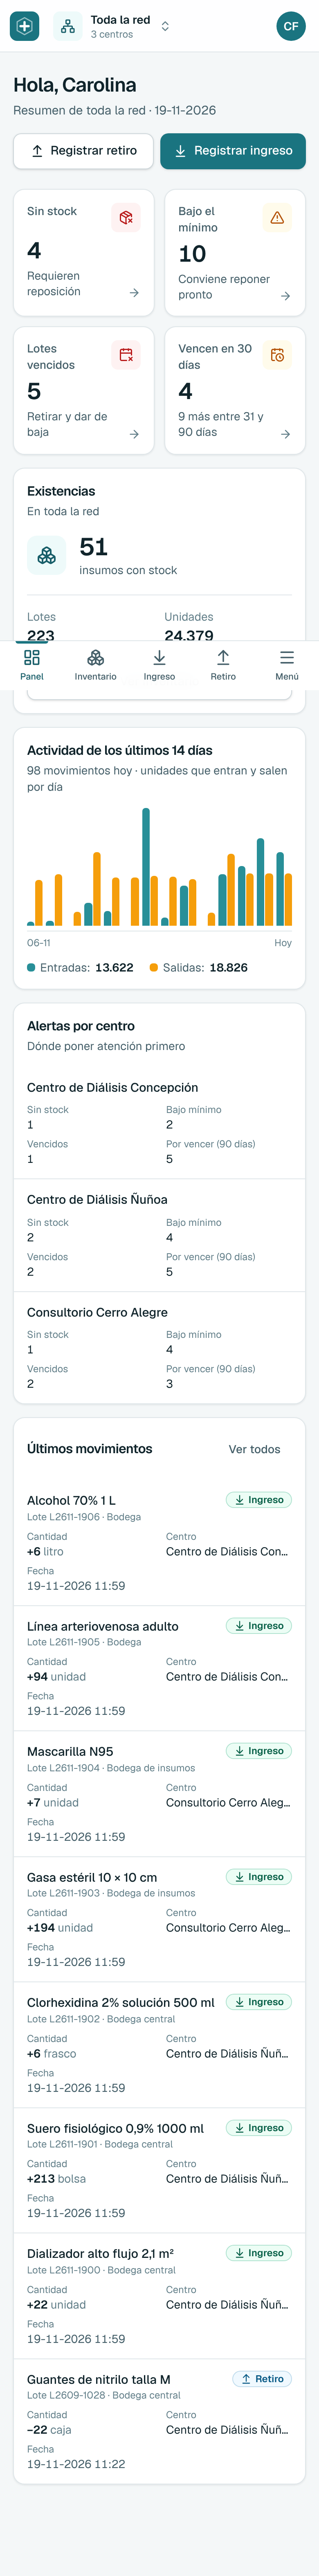 Toda la red
3 centros
CF
Hola, Carolina
Resumen de toda la red · 19-11-2026
Registrar retiro
Registrar ingreso
Sin stock
4
Requieren
reposición
Bajo el
mínimo
10
Conviene reponer
pronto
Lotes
vencidos
5
Retirar y dar de
baja
Vencen en 30
días
4
9 más entre 31 y
90 días
Existencias
En toda la red
51
insumos con stock
Lotes
Unidades
223
24.379
Panel
Inventario
Ingreso
Retiro
Menú
Actividad de los últimos 14 días
98 movimientos hoy · unidades que entran y salen
por día
06-11
Hoy
Entradas: 13.622
Salidas: 18.826
Alertas por centro
Dónde poner atención primero
Centro de Diálisis Concepción
Sin stock
Bajo mínimo
1
2
Vencidos
Por vencer (90 días)
1
5
Centro de Diálisis Ñuñoa
Sin stock
Bajo mínimo
2
4
Vencidos
Por vencer (90 días)
2
5
Consultorio Cerro Alegre
Sin stock
Bajo mínimo
1
4
Vencidos
Por vencer (90 días)
2
3
Últimos movimientos
Ver todos
Alcohol 70% 1 L
Ingreso
Lote L2611-1906 · Bodega
Cantidad
Centro
+6 litro
Centro de Diálisis Con...
Fecha
19-11-2026 11:59
Línea arteriovenosa adulto
Ingreso
Lote L2611-1905 · Bodega
Cantidad
Centro
+94 unidad
Centro de Diálisis Con...
Fecha
19-11-2026 11:59
Mascarilla N95
Ingreso
Lote L2611-1904 · Bodega de insumos
Cantidad
Centro
+7 unidad
Consultorio Cerro Aleg...
Fecha
19-11-2026 11:59
Gasa estéril 10 × 10 cm
Ingreso
Lote L2611-1903 · Bodega de insumos
Cantidad
Centro
+194 unidad
Consultorio Cerro Aleg...
Fecha
19-11-2026 11:59
Clorhexidina 2% solución 500 ml
Ingreso
Lote L2611-1902 · Bodega central
Cantidad
Centro
+6 frasco
Centro de Diálisis Ñuñ...
Fecha
19-11-2026 11:59
Suero fisiológico 0,9% 1000 ml
Ingreso
Lote L2611-1901 · Bodega central
Cantidad
Centro
+213 bolsa
Centro de Diálisis Ñuñ...
Fecha
19-11-2026 11:59
Dializador alto flujo 2,1 m²
Ingreso
Lote L2611-1900 · Bodega central
Cantidad
Centro
+22 unidad
Centro de Diálisis Ñuñ...
Fecha
19-11-2026 11:59
Guantes de nitrilo talla M
Retiro
Lote L2609-1028 · Bodega central
Cantidad
Centro
−22 caja
Centro de Diálisis Ñuñ...
Fecha
19-11-2026 11:22